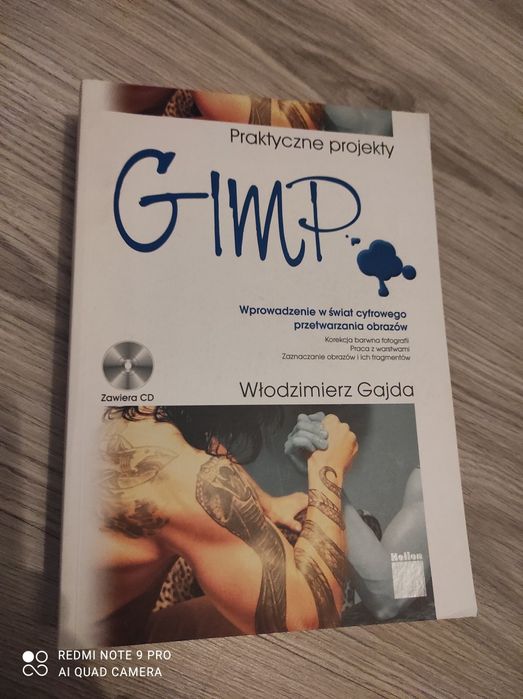 Praktyczne projekty
GIMP
Wprowadzenie w świat cyfrowego
przetwarzania obrazów
Korekcja barwna fotografii
Praca z warstwami
Zaznaczanie obrazów i ich fragmentów
Zawiera CD
Włodzimierz Gajda
Helion
REDMI NOTE 9 PRO
AI QUAD CAMERA